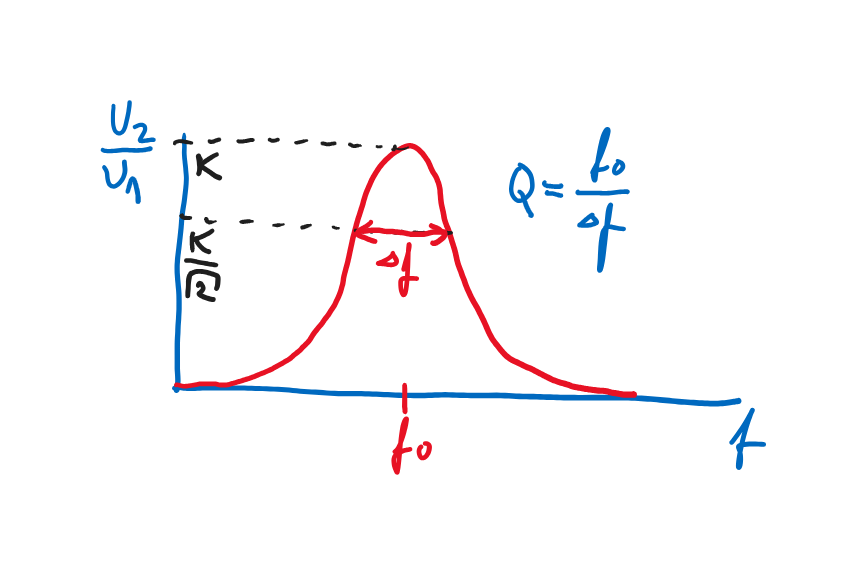 U₂/U₁
K
K/√2
Δf
Q = f₀/Δf
f₀
f